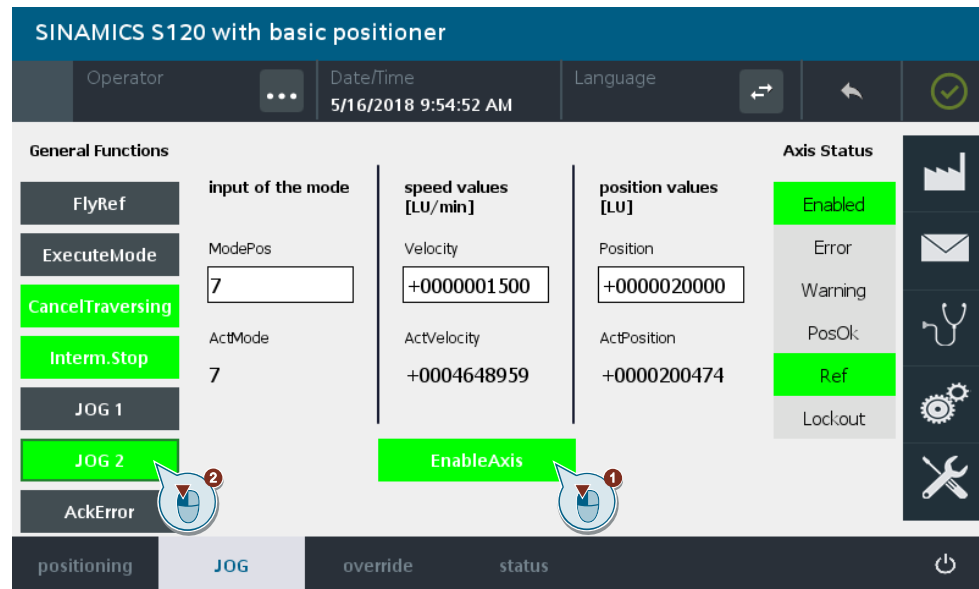 SINAMICS S120 with basic positioner
Operator
...
Date/Time
5/16/2018 9:54:52 AM
Language
General Functions
FlyRef
ExecuteMode
CancelTraversing
Interm.Stop
JOG 1
JOG 2
AckError
input of the mode
ModePos
7
ActMode
7
speed values
[LU/min]
Velocity
+0000001500
ActVelocity
+0004648959
position values
[LU]
Position
+0000020000
ActPosition
+0000200474
EnableAxis
1
2
Axis Status
Enabled
Error
Warning
PosOk
Ref
Lockout
positioning
JOG
override
status